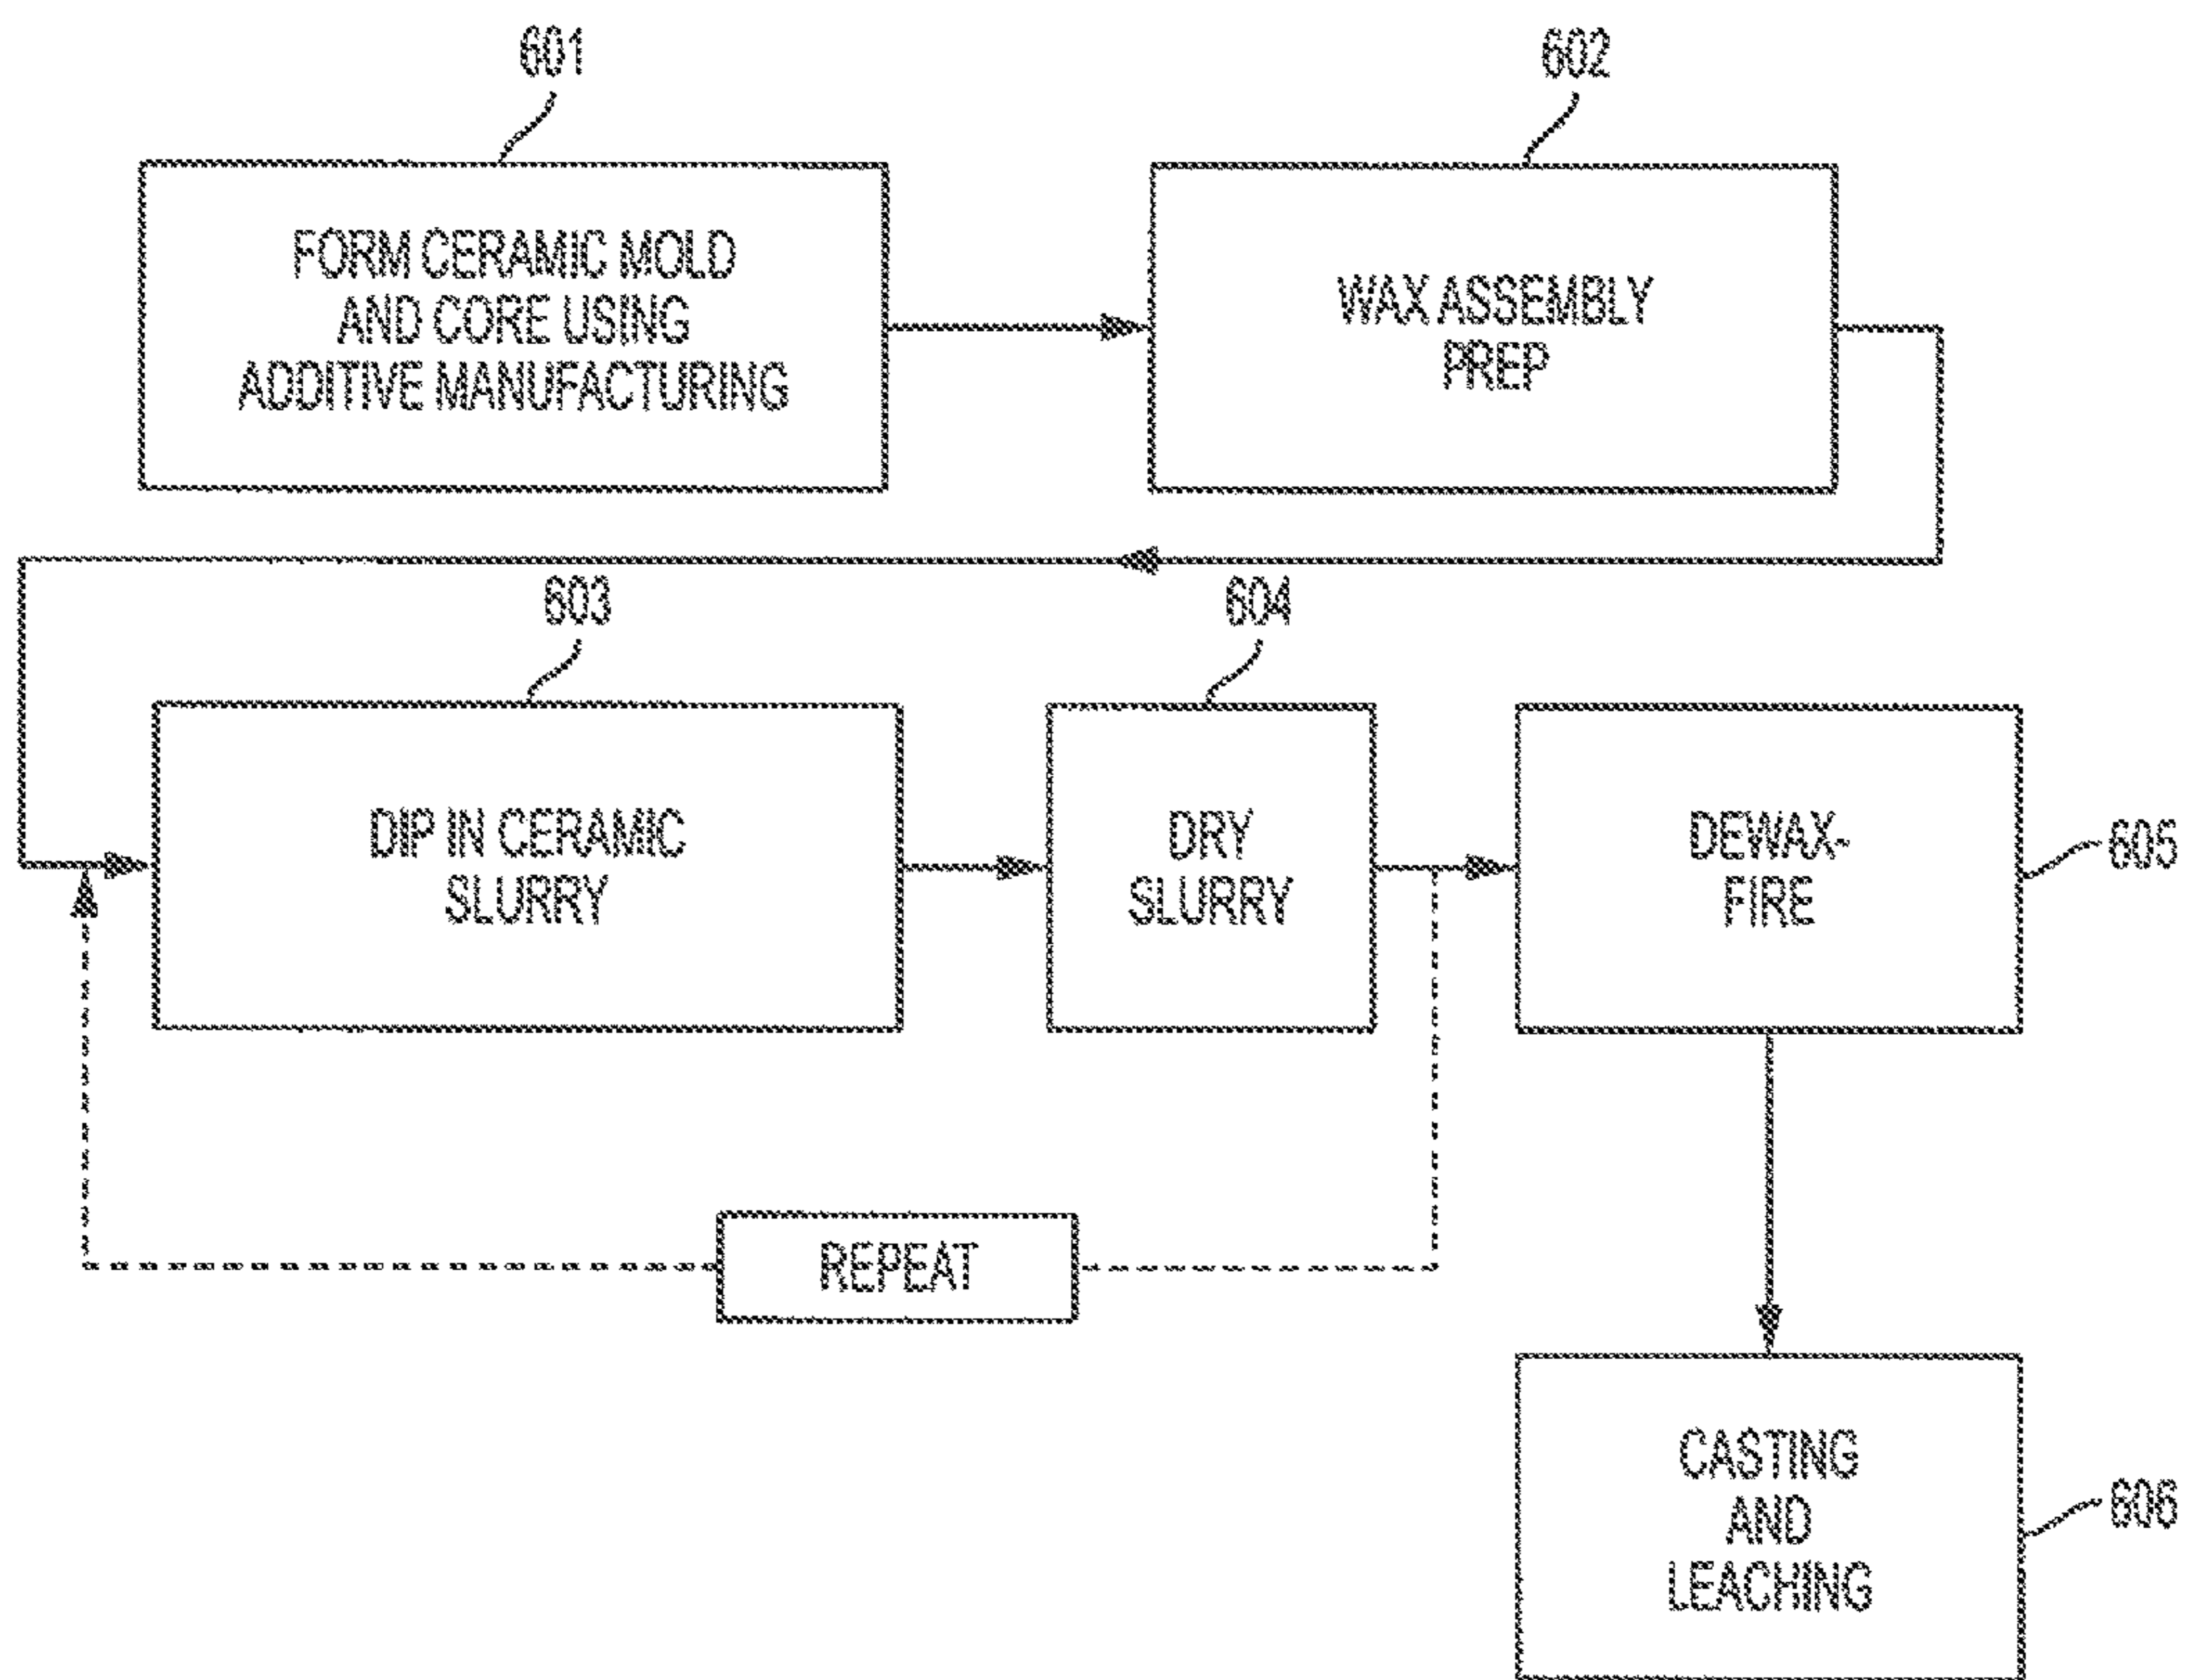 601
602
FORM CERAMIC MOLD
AND CORE USING
ADDITIVE MANUFACTURING
WAX ASSEMBLY
PREP
603
604
DIP IN CERAMIC
SLURRY
DRY
SLURRY
DEWAX-
FIRE
605
REPEAT
CASTING
AND
LEACHING
606